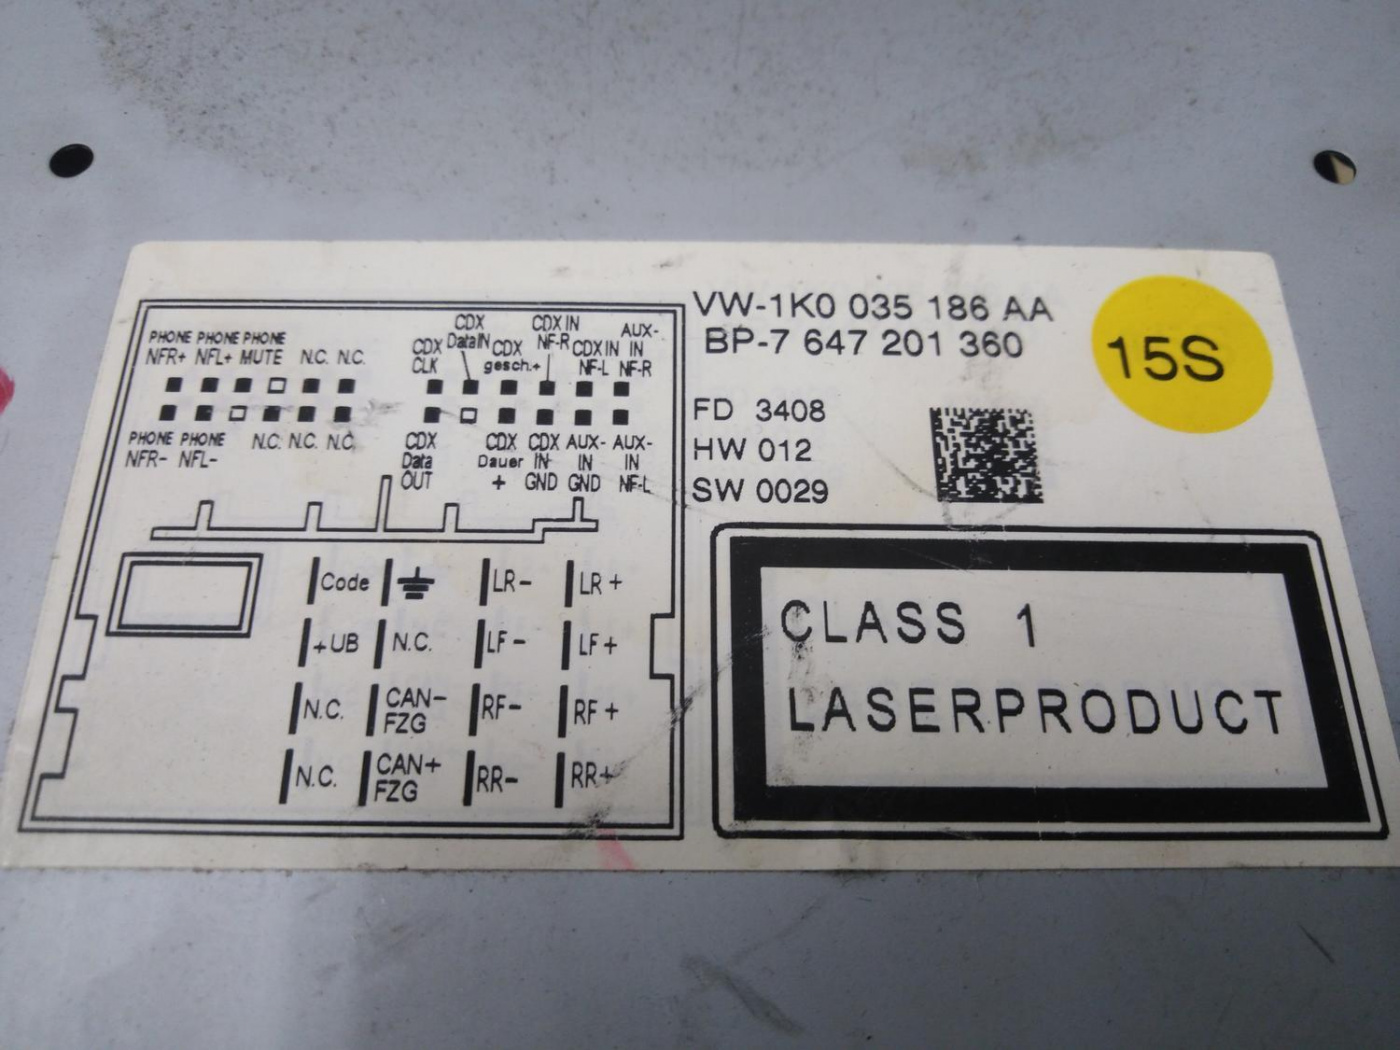 VW-1K0 035 186 AA
BP-7 647 201 360
15S
FD 3408
HW 012
SW 0029
CLASS 1
LASERPRODUCT
PHONE PHONE PHONE
NFR+ NFL+ MUTE N.C. N.C.
PHONE PHONE N.C. N.C. N.C.
NFR- NFL-
CDX CLK
CDX DataIN
CDX gesch.+
CDX IN NF-R
CDX IN NF-L
AUX-IN NF-R
CDX Data OUT
CDX Dauer +
CDX IN- GND
AUX-IN GND
AUX-IN NF-L
Code LR- LR+
+UB N.C. LF- LF+
N.C. CAN- FZG RF- RF+
N.C. CAN+ FZG RR- RR+